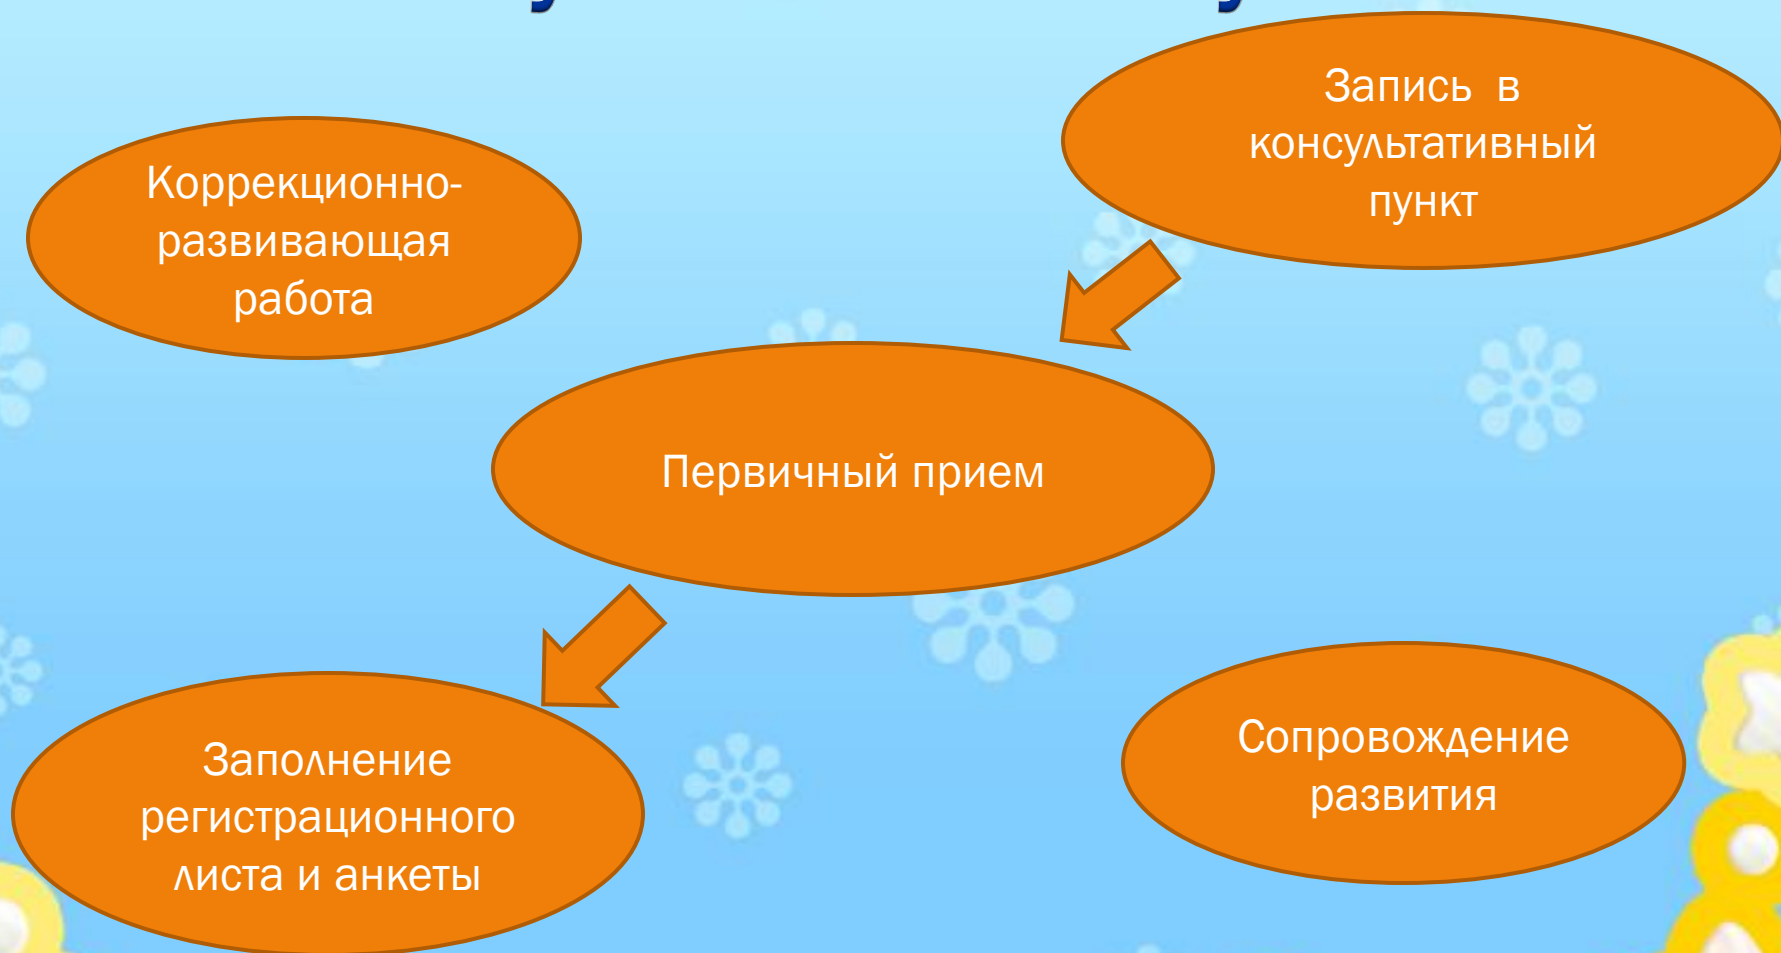 Запись в
консультативный
пункт
Коррекционно-
развивающая
работа
Первичный прием
Сопровождение
развития
Заполнение
регистрационного
листа и анкеты